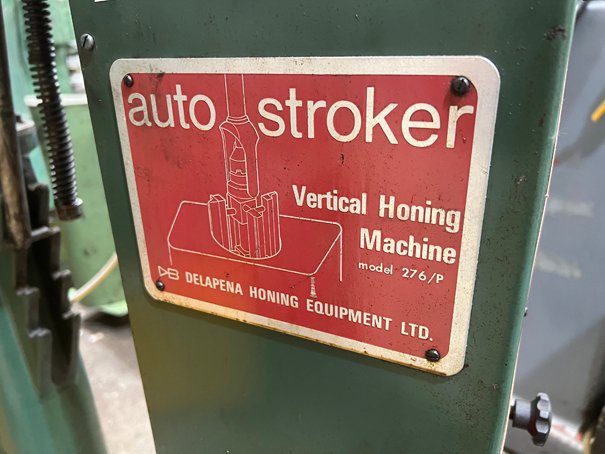 auto stroker
Vertical Honing
Machine
model 276/P
DELAPENA HONING EQUIPMENT LTD.